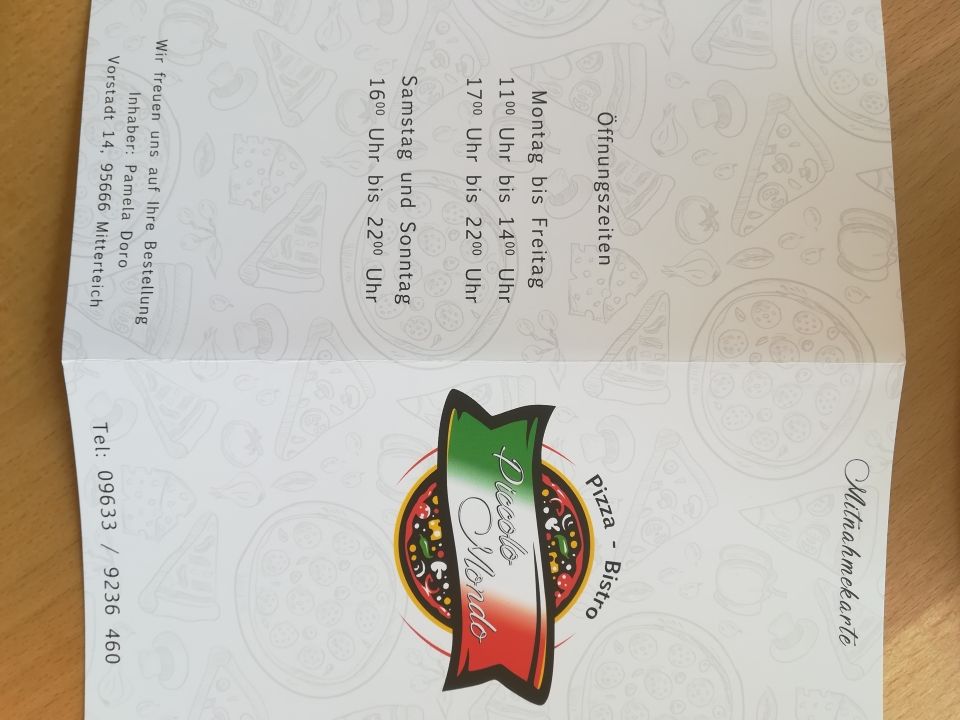 Öffnungszeiten
Montag bis Freitag
11⁰⁰ Uhr bis 14⁰⁰ Uhr
17⁰⁰ Uhr bis 22⁰⁰ Uhr
Samstag und Sonntag
16⁰⁰ Uhr bis 22⁰⁰ Uhr
Wir freuen uns auf Ihre Bestellung
Inhaber: Pamela Doro
Vorstadt 14, 95666 Mitterteich
Mitnahmekarte
Pizza - Bistro
Piccolo
Mondo
Tel: 09633 / 9236 460